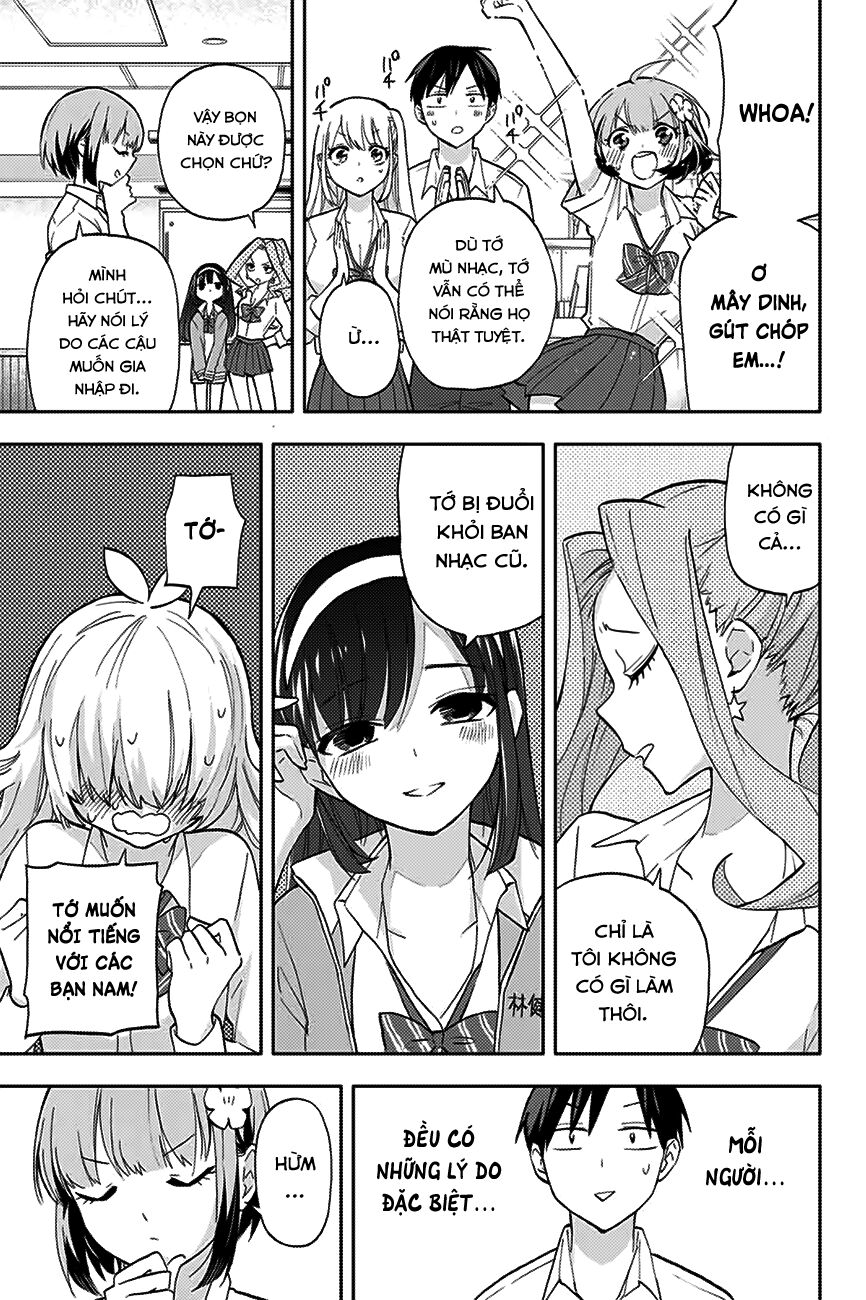 WHOA!
Ơ
MÂY DINH,
GÚT CHÓP
EM...!
DÙ TỚ
MÙ NHẠC, TỚ
VẪN CÓ THỂ
NÓI RẰNG HỌ
THẬT TUYỆT.
Ừ...
VẬY BỌN
NÀY ĐƯỢC
CHỌN CHỨ?
MÌNH
HỎI CHÚT...
HÃY NÓI LÝ
DO CÁC CẬU
MUỐN GIA
NHẬP ĐI.
KHÔNG
CÓ GÌ
CẢ...
CHỈ LÀ
TÔI KHÔNG
CÓ GÌ LÀM
THÔI.
TỚ BỊ ĐUỔI
KHỎI BAN
NHẠC CŨ.
TỚ-
TỚ MUỐN
NỔI TIẾNG
VỚI CÁC
BẠN NAM!
MỖI
NGƯỜI...
ĐỀU CÓ
NHỮNG LÝ DO
ĐẶC BIỆT...
HỪM
...